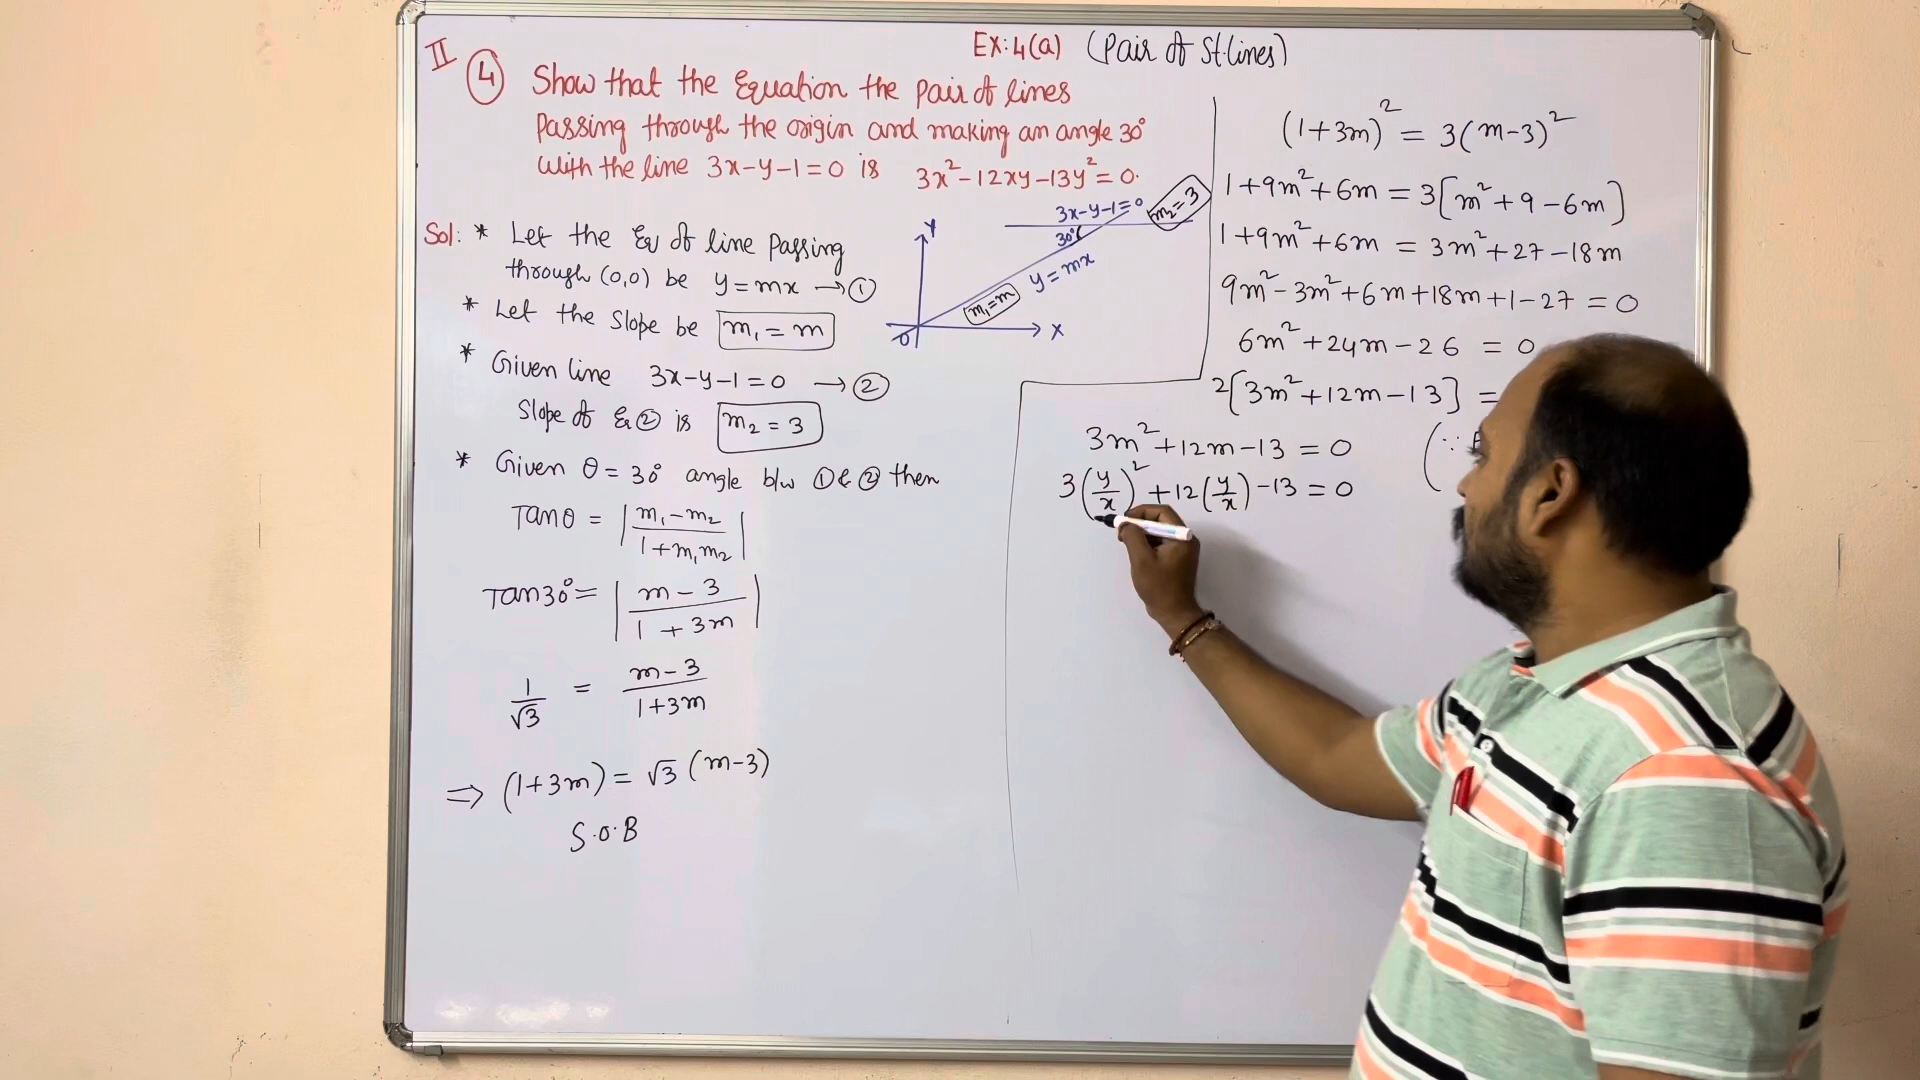 Ex:4(a) (Pair of St.lines)
II
④ Show that the Equation the pair of lines
Passing through the origin and making an angle 30°
with the line 3x-y-1=0 is 3x²-12xy-13y²=0.
Sol: * Let the Eq of line Passing
through (0,0) be y=mx →①
* Let the Slope be m₁ = m
* Given line 3x-y-1=0 →②
Slope of Eq② is m₂ = 3
* Given θ=30° angle b/w ①&② then
Tanθ = |(m₁-m₂)/(1+m₁m₂)|
Tan30° = |(m-3)/(1+3m)|
1/√3 = (m-3)/(1+3m)
⇒ (1+3m) = √3(m-3)
S.O.B
Y
3x-y-1=0
m₂=3
30°
y=mx
m₁=m
O
X
(1+3m)² = 3(m-3)²
1+9m²+6m = 3[m²+9-6m]
1+9m²+6m = 3m²+27-18m
9m²-3m²+6m+18m+1-27=0
6m²+24m-26 = 0
2[3m²+12m-13] =
3m²+12m-13 = 0 (∵
3(y/x)²+12(y/x)-13=0